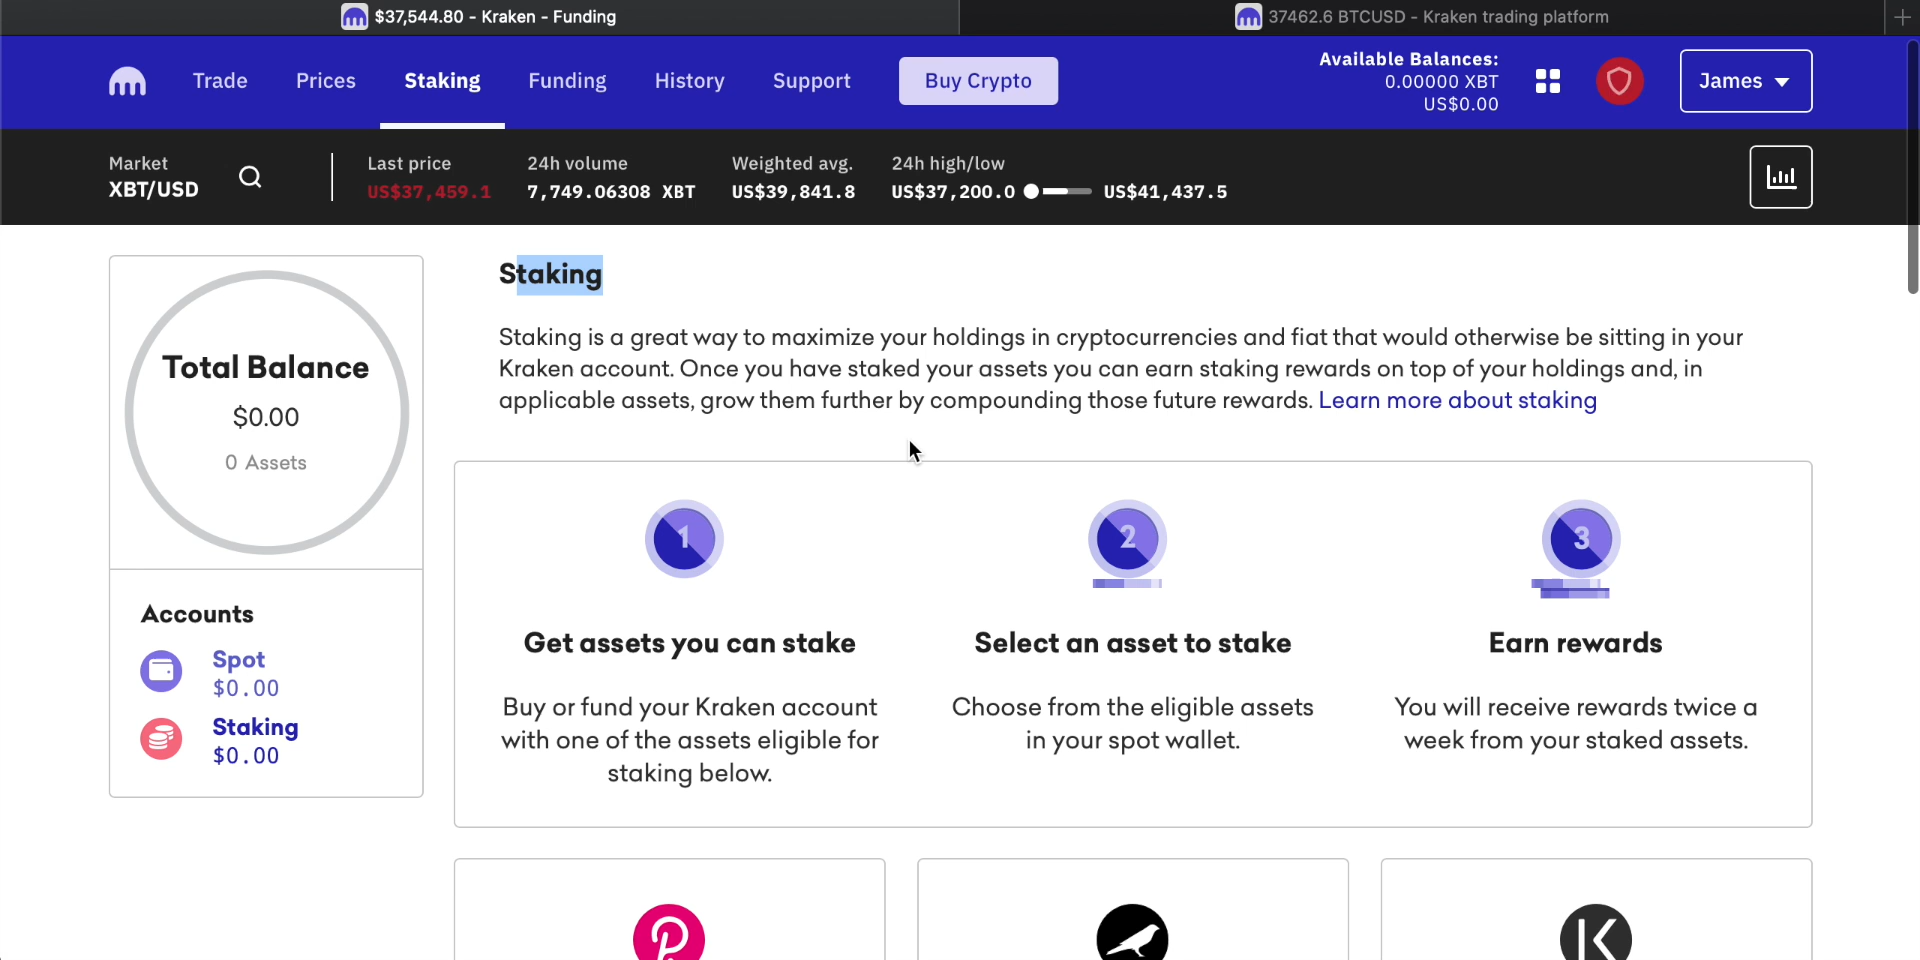 $37,544.80 - Kraken - Funding
37462.6 BTCUSD - Kraken trading platform
Trade Prices Staking Funding History Support Buy Crypto
Available Balances:
0.00000 XBT
US$0.00
James
Market
XBT/USD
Last price
US$37,459.1
24h volume
7,749.06308 XBT
Weighted avg.
US$39,841.8
24h high/low
US$37,200.0 US$41,437.5
Total Balance
$0.00
0 Assets
Accounts
Spot
$0.00
Staking
$0.00
Staking
Staking is a great way to maximize your holdings in cryptocurrencies and fiat that would otherwise be sitting in your
Kraken account. Once you have staked your assets you can earn staking rewards on top of your holdings and, in
applicable assets, grow them further by compounding those future rewards. Learn more about staking
1
Get assets you can stake
Buy or fund your Kraken account
with one of the assets eligible for
staking below.
2
Select an asset to stake
Choose from the eligible assets
in your spot wallet.
3
Earn rewards
You will receive rewards twice a
week from your staked assets.